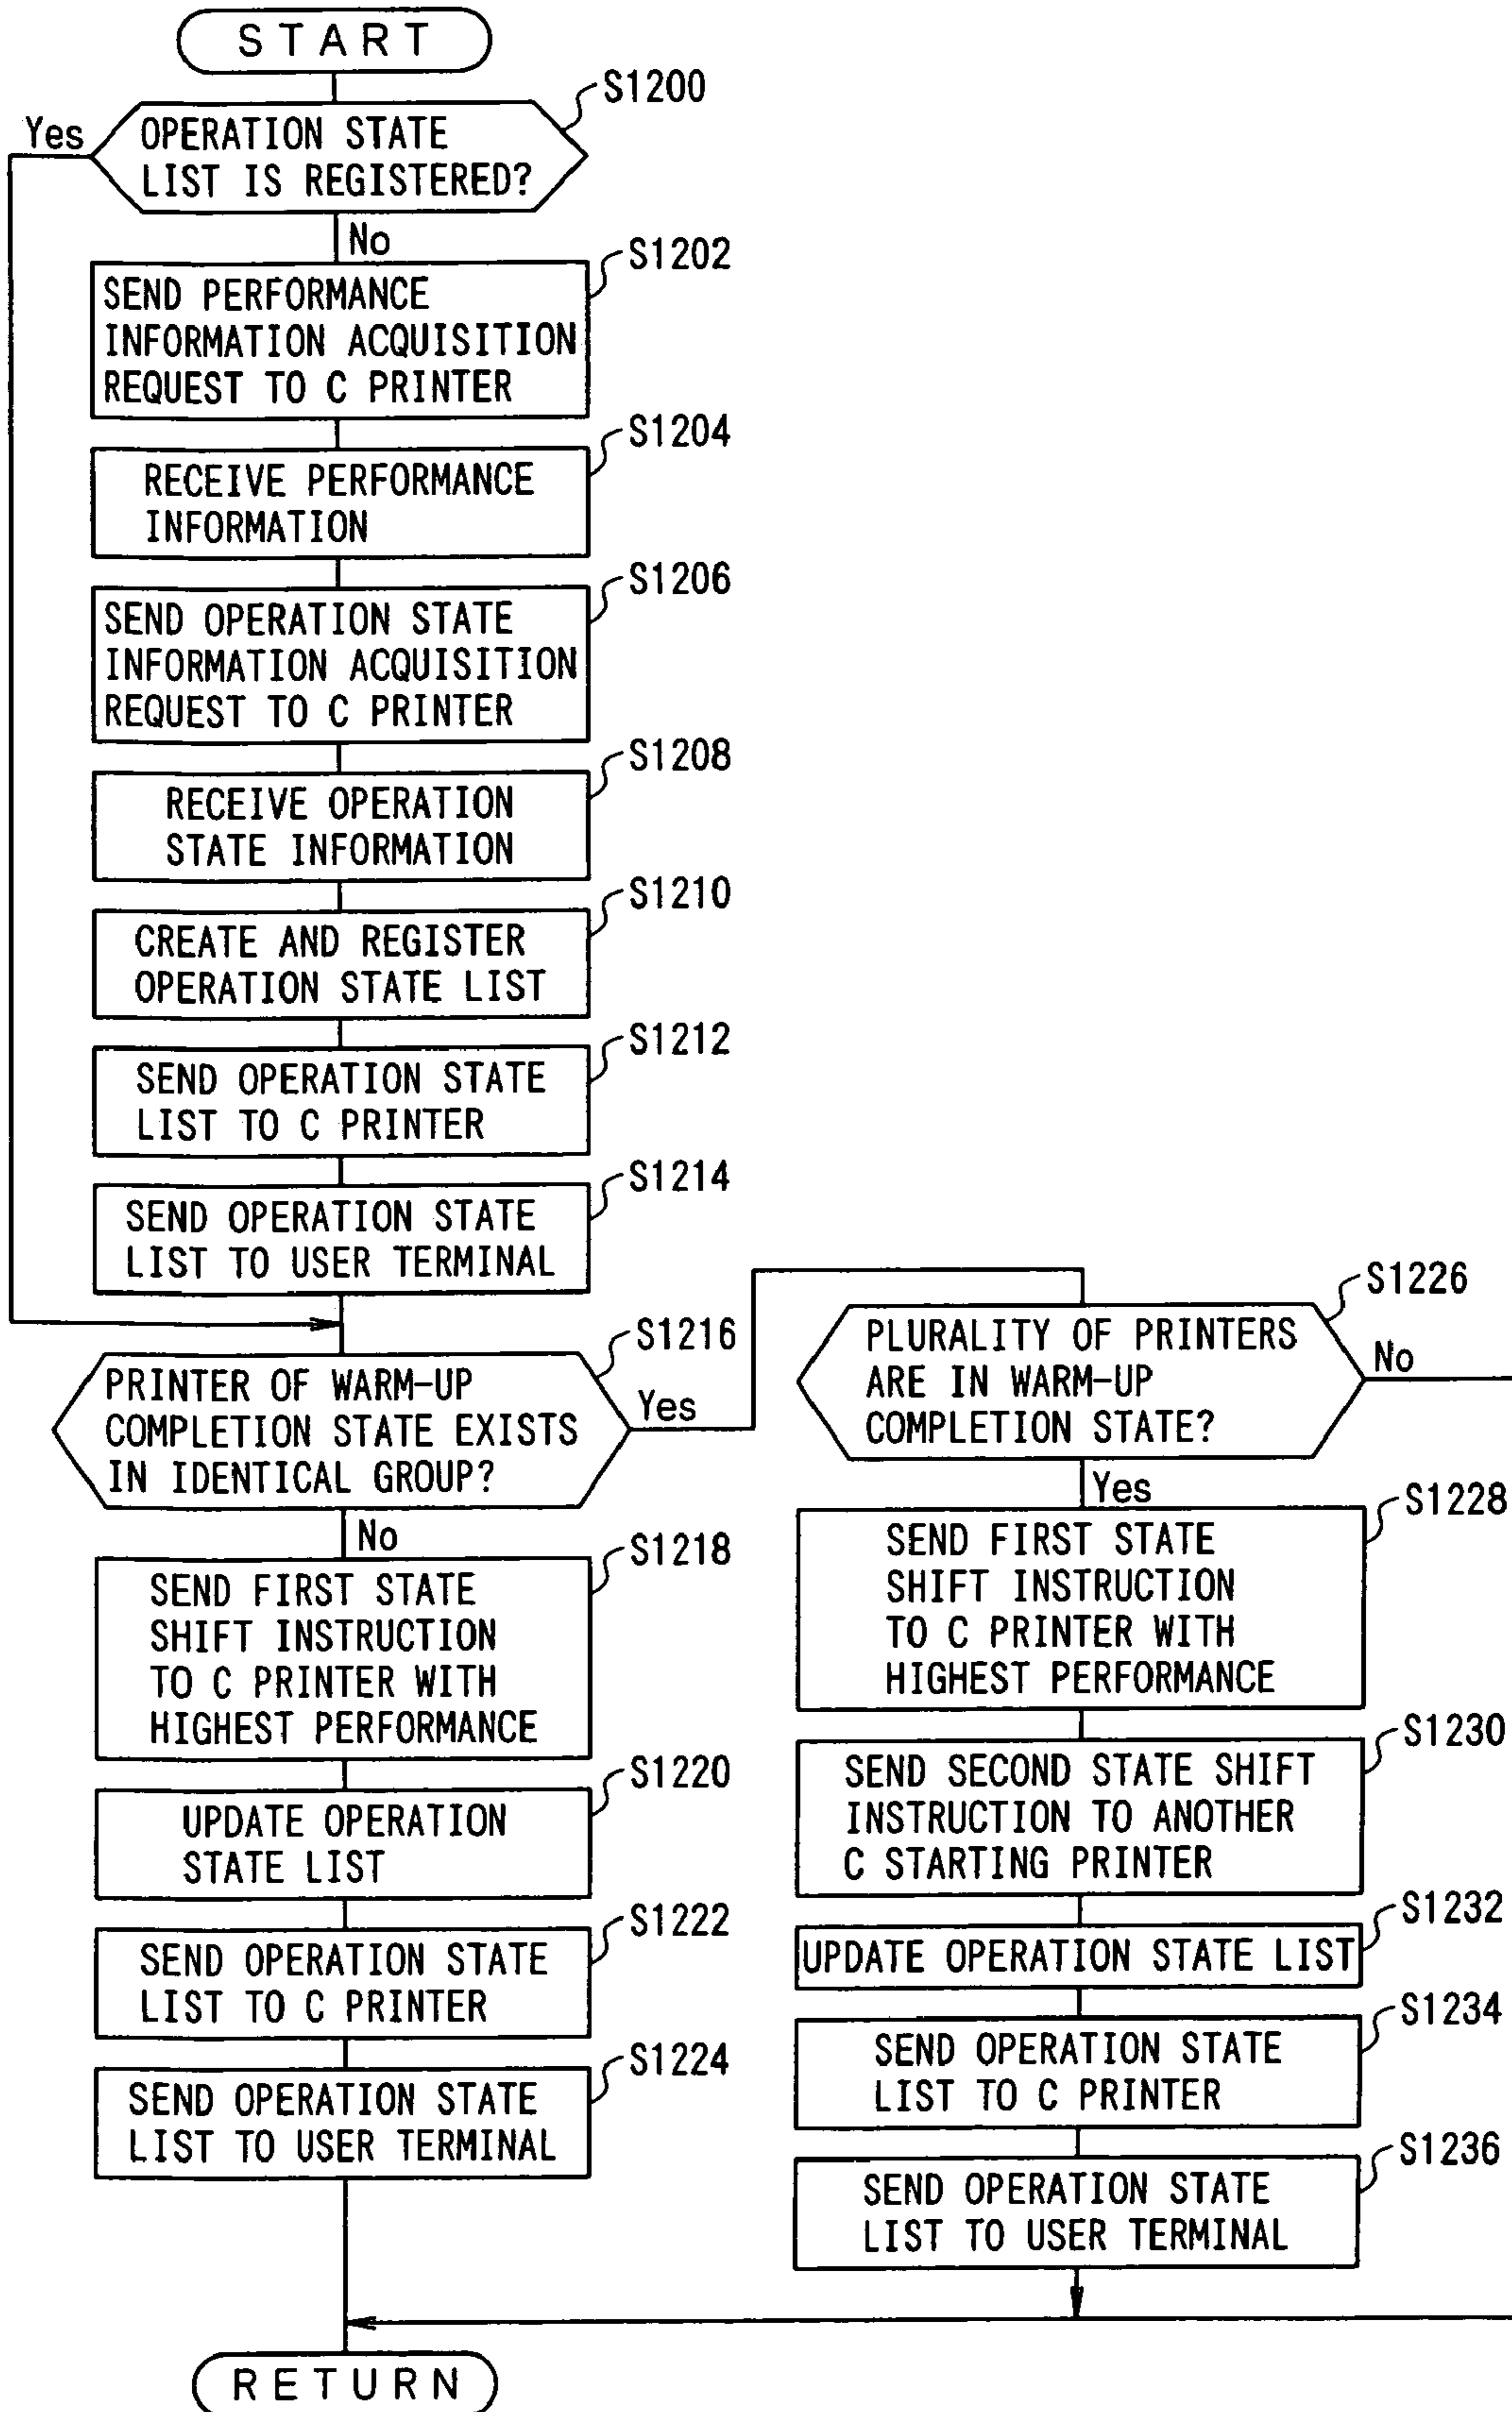 START
S1200
Yes
OPERATION STATE
LIST IS REGISTERED?
No
S1202
SEND PERFORMANCE
INFORMATION ACQUISITION
REQUEST TO C PRINTER
S1204
RECEIVE PERFORMANCE
INFORMATION
S1206
SEND OPERATION STATE
INFORMATION ACQUISITION
REQUEST TO C PRINTER
S1208
RECEIVE OPERATION
STATE INFORMATION
S1210
CREATE AND REGISTER
OPERATION STATE LIST
S1212
SEND OPERATION STATE
LIST TO C PRINTER
S1214
SEND OPERATION STATE
LIST TO USER TERMINAL
S1216
PRINTER OF WARM-UP
COMPLETION STATE EXISTS
IN IDENTICAL GROUP?
Yes
No
S1218
SEND FIRST STATE
SHIFT INSTRUCTION
TO C PRINTER WITH
HIGHEST PERFORMANCE
S1220
UPDATE OPERATION
STATE LIST
S1222
SEND OPERATION STATE
LIST TO C PRINTER
S1224
SEND OPERATION STATE
LIST TO USER TERMINAL
S1226
PLURALITY OF PRINTERS
ARE IN WARM-UP
COMPLETION STATE?
No
Yes
S1228
SEND FIRST STATE
SHIFT INSTRUCTION
TO C PRINTER WITH
HIGHEST PERFORMANCE
S1230
SEND SECOND STATE SHIFT
INSTRUCTION TO ANOTHER
C STARTING PRINTER
S1232
UPDATE OPERATION STATE LIST
S1234
SEND OPERATION STATE
LIST TO C PRINTER
S1236
SEND OPERATION STATE
LIST TO USER TERMINAL
RETURN